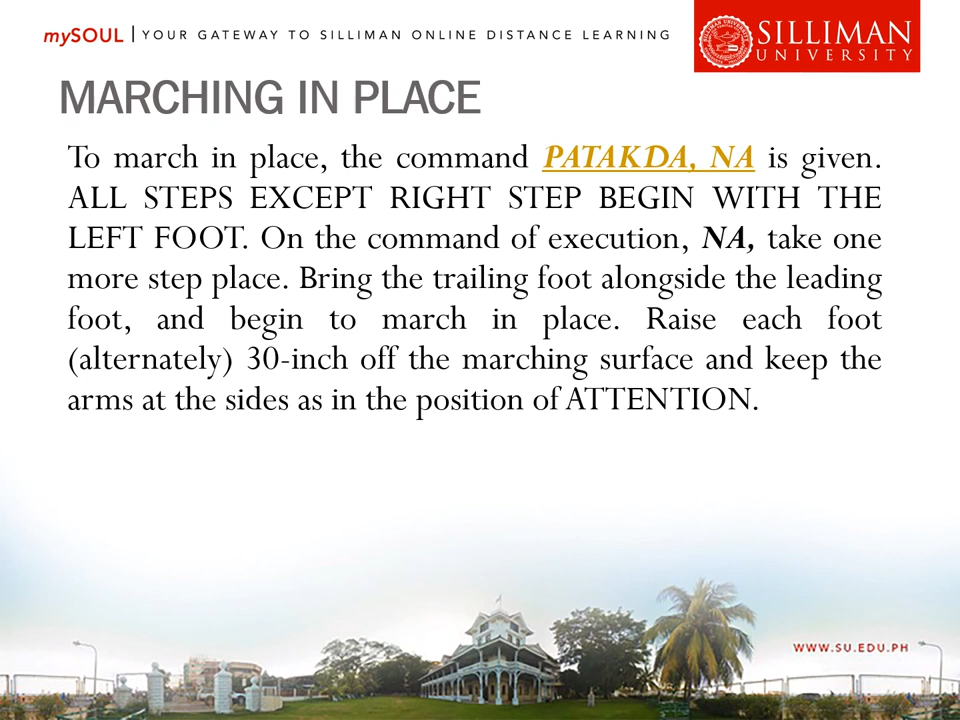 mySOUL | YOUR GATEWAY TO SILLIMAN ONLINE DISTANCE LEARNING
SILLIMAN
UNIVERSITY
MARCHING IN PLACE
To march in place, the command PATAKDA, NA is given.
ALL STEPS EXCEPT RIGHT STEP BEGIN WITH THE
LEFT FOOT. On the command of execution, NA, take one
more step place. Bring the trailing foot alongside the leading
foot, and begin to march in place. Raise each foot
(alternately) 30-inch off the marching surface and keep the
arms at the sides as in the position of ATTENTION.
WWW.SU.EDU.PH